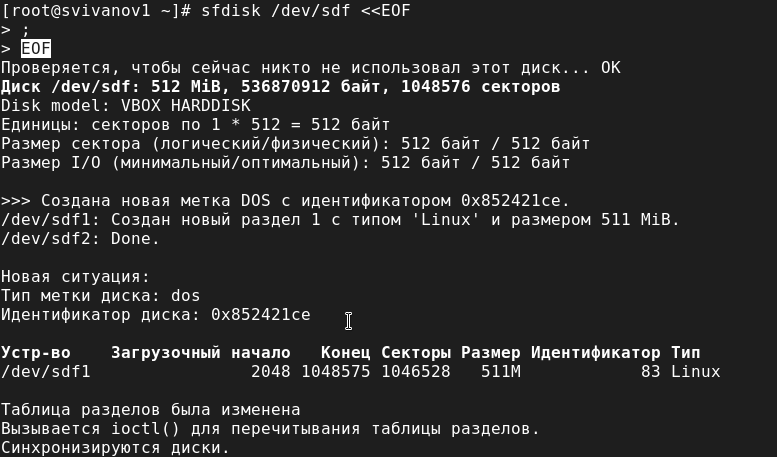 [root@svivanov1 ~]# sfdisk /dev/sdf <<EOF
> ;
> EOF
Проверяется, чтобы сейчас никто не использовал этот диск... OK
Диск /dev/sdf: 512 MiB, 536870912 байт, 1048576 секторов
Disk model: VBOX HARDDISK
Единицы: секторов по 1 * 512 = 512 байт
Размер сектора (логический/физический): 512 байт / 512 байт
Размер I/O (минимальный/оптимальный): 512 байт / 512 байт
>>> Создана новая метка DOS с идентификатором 0x852421ce.
/dev/sdf1: Создан новый раздел 1 с типом 'Linux' и размером 511 MiB.
/dev/sdf2: Done.
Новая ситуация:
Тип метки диска: dos
Идентификатор диска: 0x852421ce
Устр-во    Загрузочный начало   Конец Секторы Размер Идентификатор Тип
/dev/sdf1                2048 1048575 1046528   511M            83 Linux
Таблица разделов была изменена
Вызывается ioctl() для перечитывания таблицы разделов.
Синхронизируются диски.